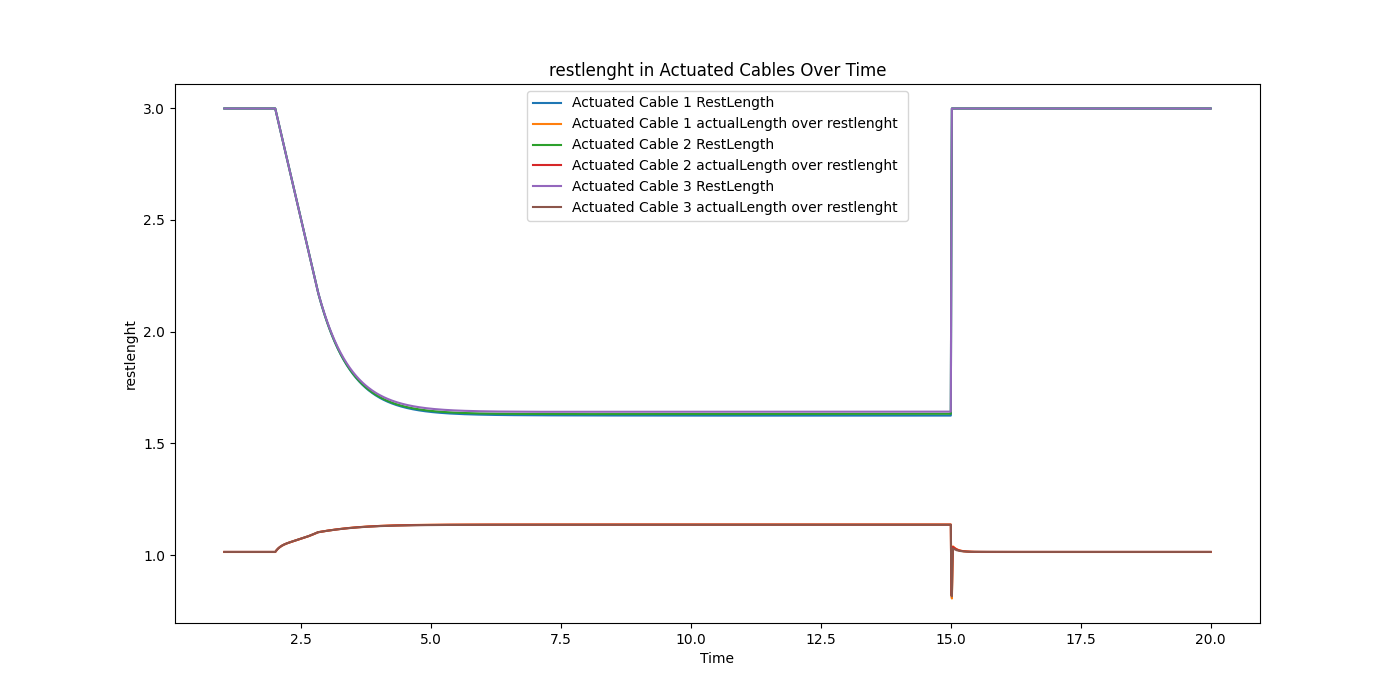 restlenght in Actuated Cables Over Time
Actuated Cable 1 RestLength
Actuated Cable 1 actualLength over restlenght
Actuated Cable 2 RestLength
Actuated Cable 2 actualLength over restlenght
Actuated Cable 3 RestLength
Actuated Cable 3 actualLength over restlenght
restlenght
3.0
2.5
2.0
1.5
1.0
2.5 5.0 7.5 10.0 12.5 15.0 17.5 20.0
Time